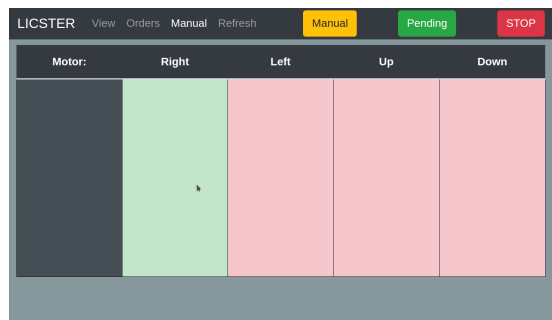 LICSTER View Orders Manual Refresh Manual Pending STOP
Motor: Right Left Up Down